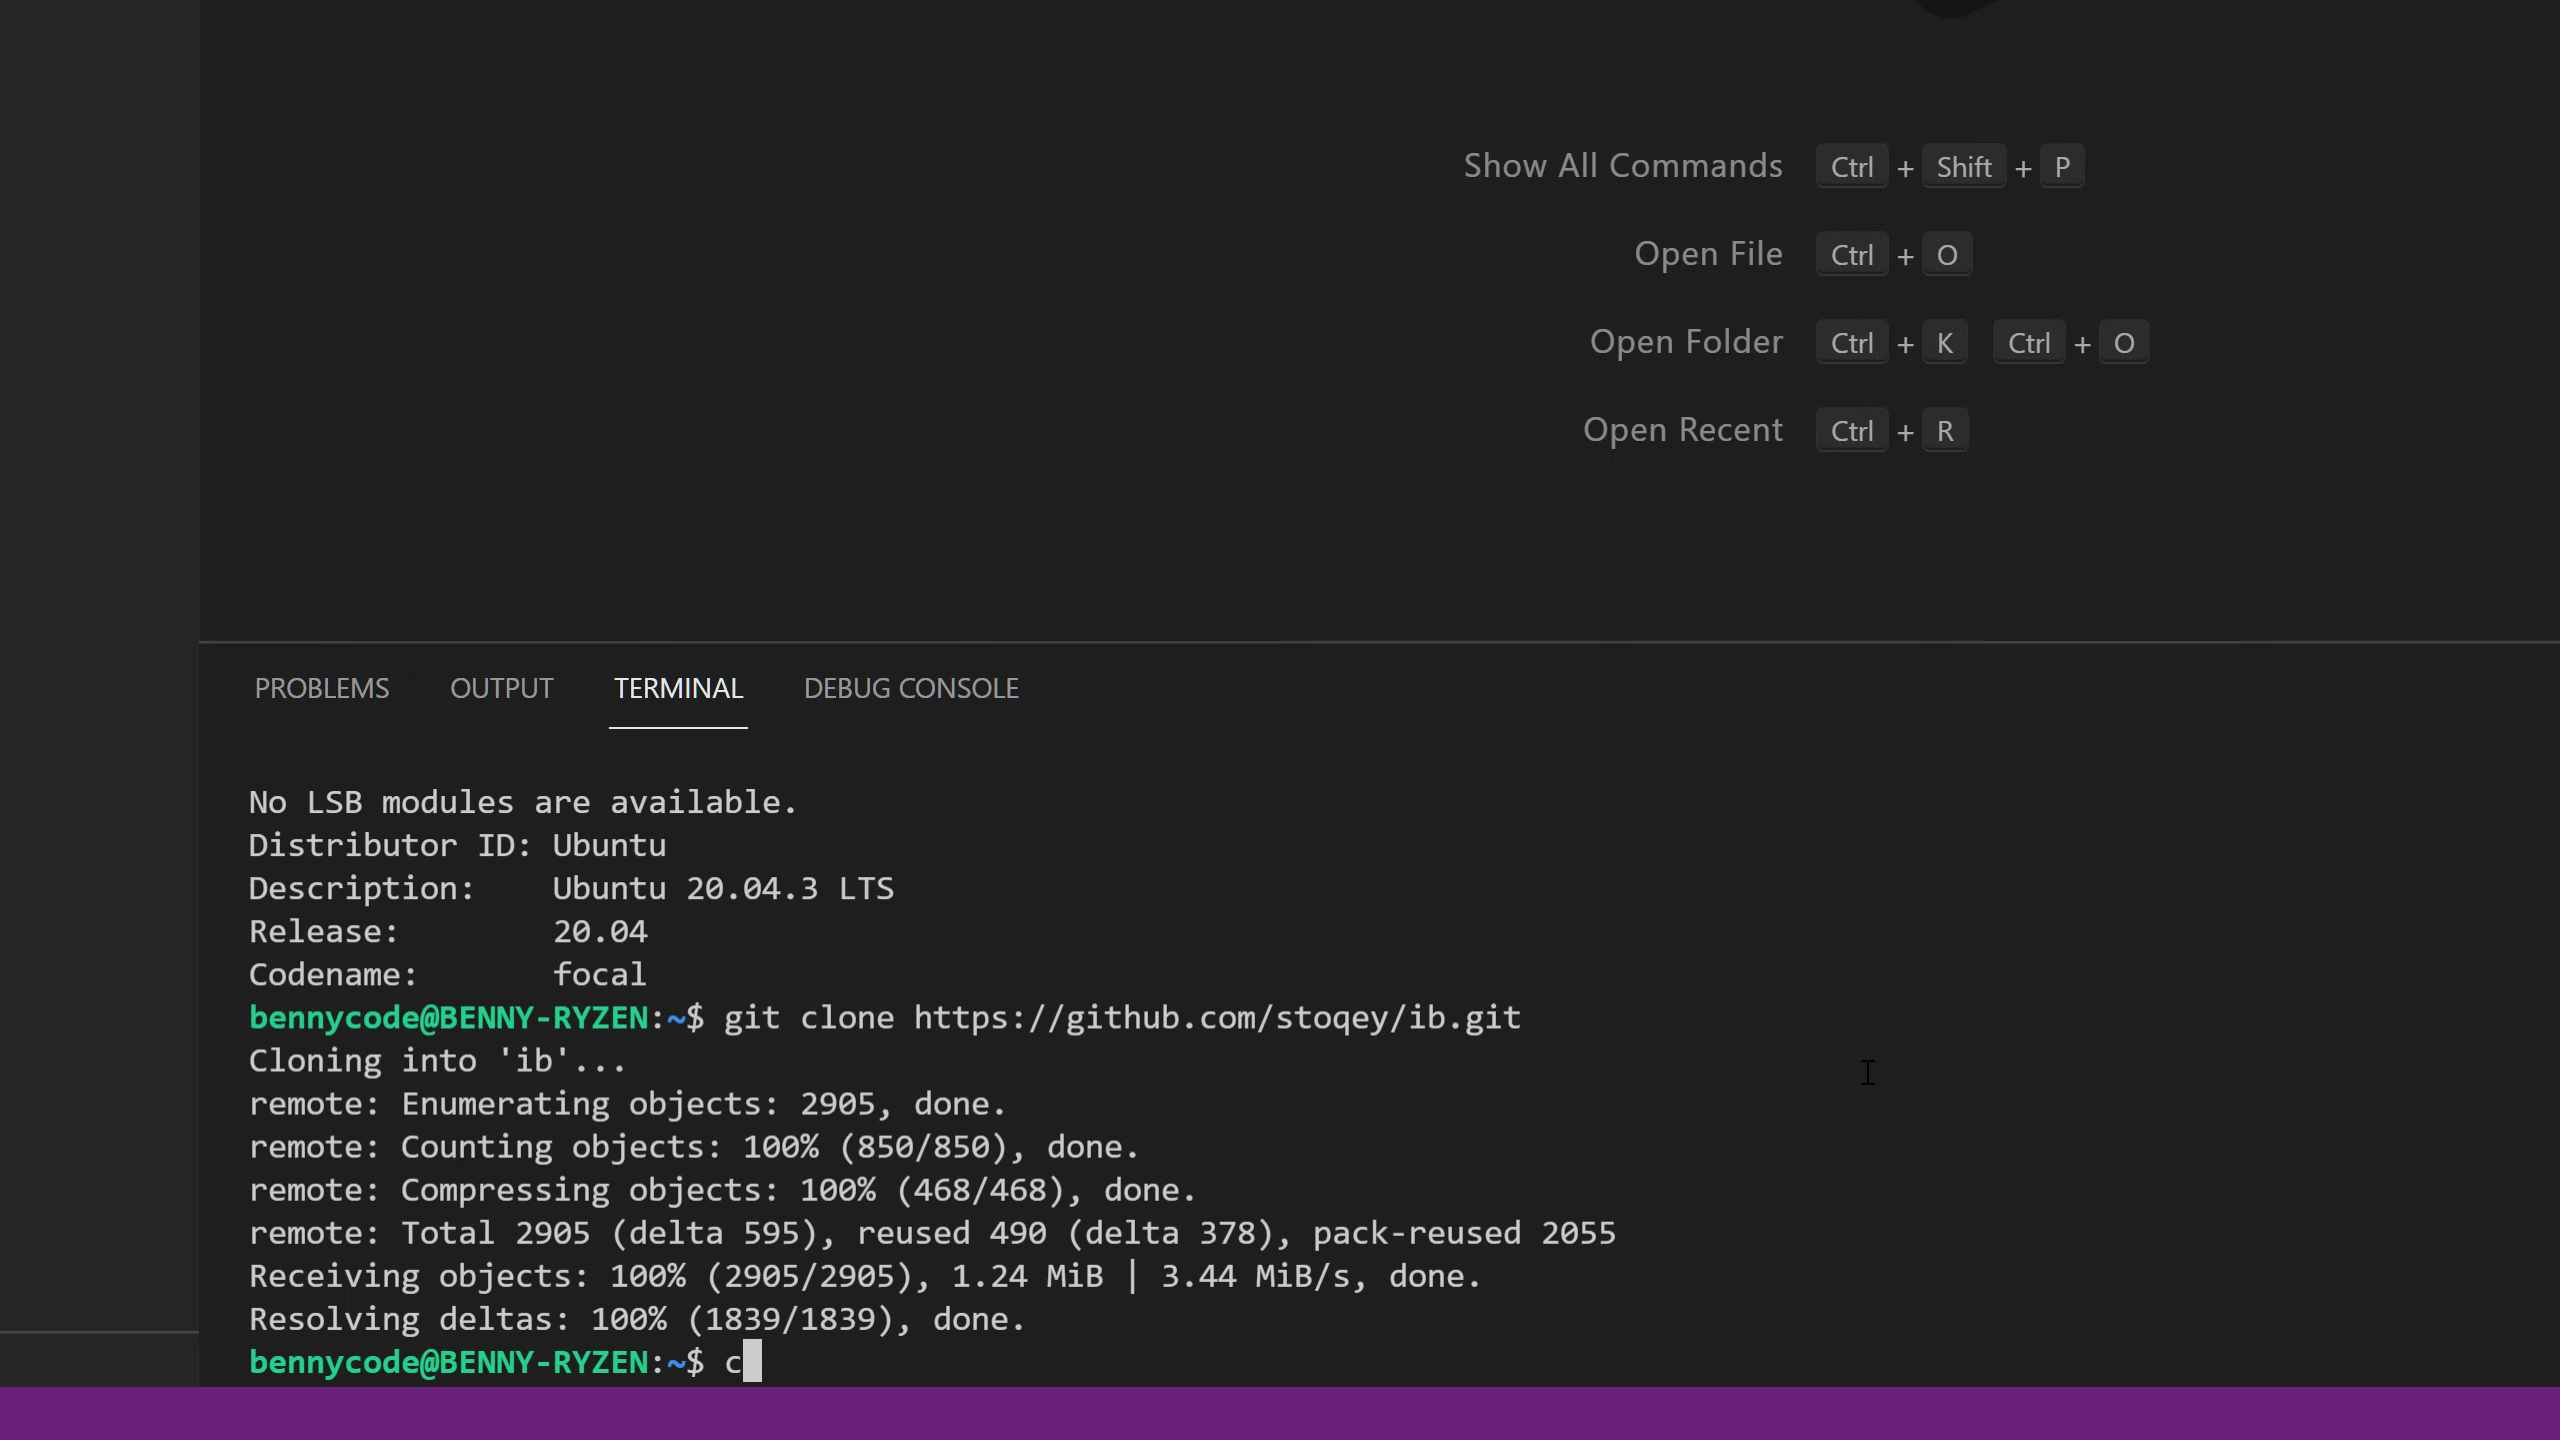 Show All Commands Ctrl + Shift + P
Open File Ctrl + O
Open Folder Ctrl + K Ctrl + O
Open Recent Ctrl + R
PROBLEMS OUTPUT TERMINAL DEBUG CONSOLE
No LSB modules are available.
Distributor ID: Ubuntu
Description:    Ubuntu 20.04.3 LTS
Release:        20.04
Codename:       focal
bennycode@BENNY-RYZEN:~$ git clone https://github.com/stoqey/ib.git
Cloning into 'ib'...
remote: Enumerating objects: 2905, done.
remote: Counting objects: 100% (850/850), done.
remote: Compressing objects: 100% (468/468), done.
remote: Total 2905 (delta 595), reused 490 (delta 378), pack-reused 2055
Receiving objects: 100% (2905/2905), 1.24 MiB | 3.44 MiB/s, done.
Resolving deltas: 100% (1839/1839), done.
bennycode@BENNY-RYZEN:~$ c